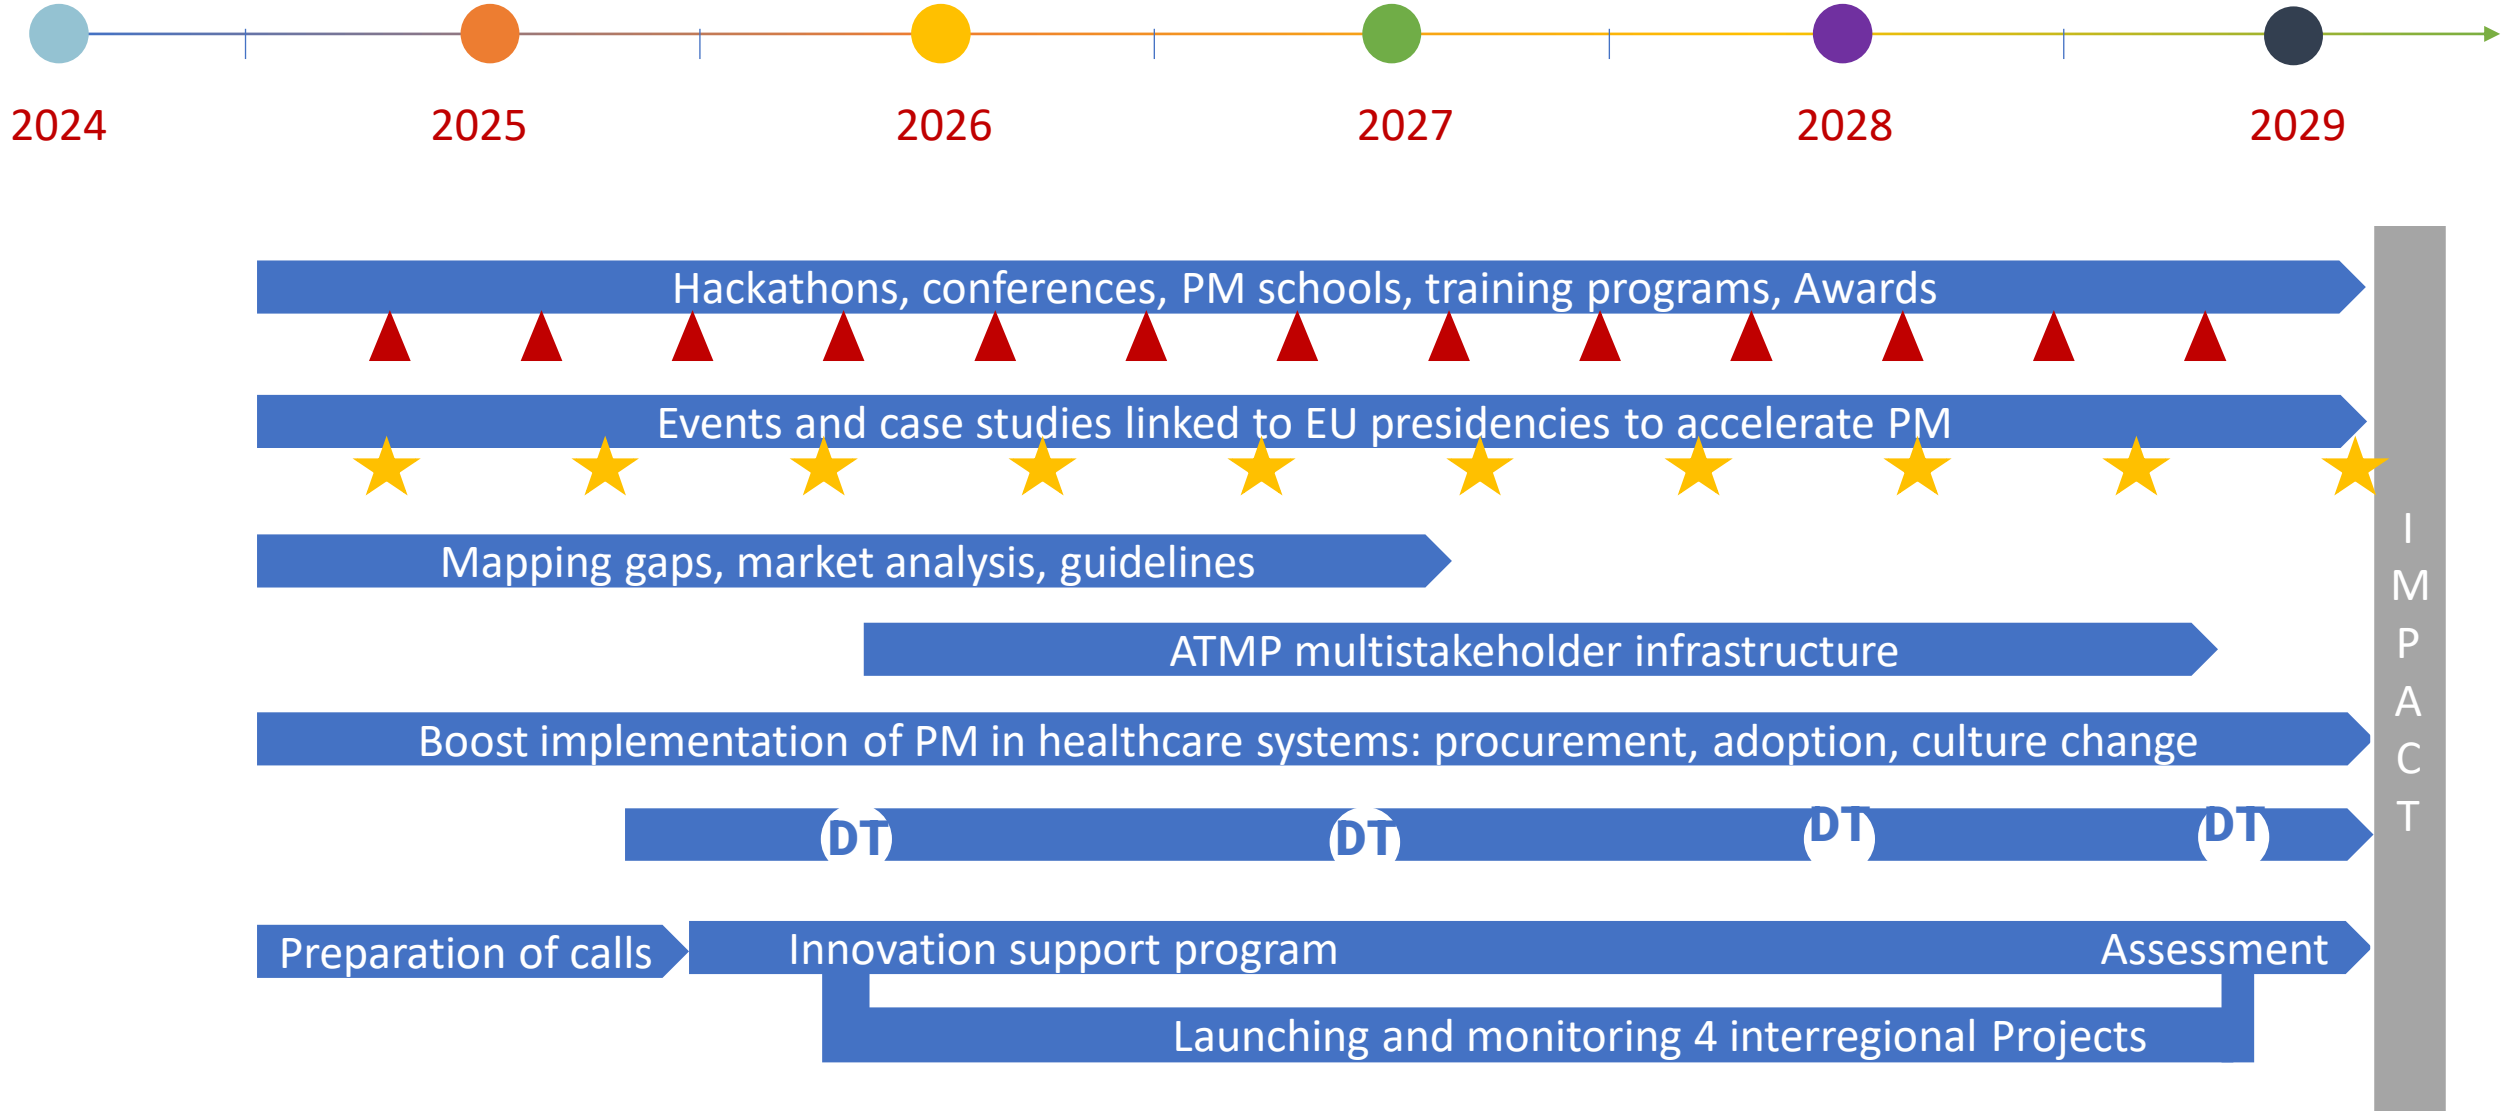 2024 2025 2026 2027 2028 2029
Hackathons, conferences, PM schools, training programs, Awards
Events and case studies linked to EU presidencies to accelerate PM
Mapping gaps, market analysis, guidelines
ATMP multistakeholder infrastructure
Boost implementation of PM in healthcare systems: procurement, adoption, culture change
DT DT DT DT
Preparation of calls
Innovation support program
Assessment
Launching and monitoring 4 interregional Projects
I
M
P
A
C
T